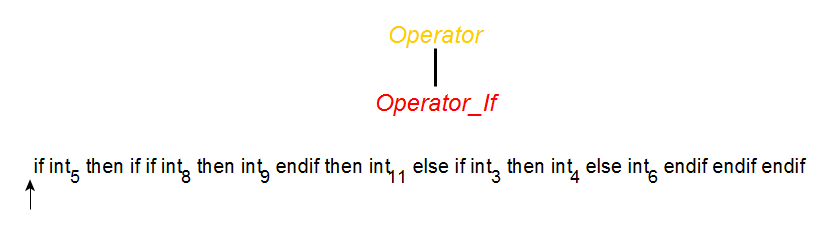 Operator
Operator_If
if int5 then if if int8 then int9 endif then int11 else if int3 then int4 else int6 endif endif endif